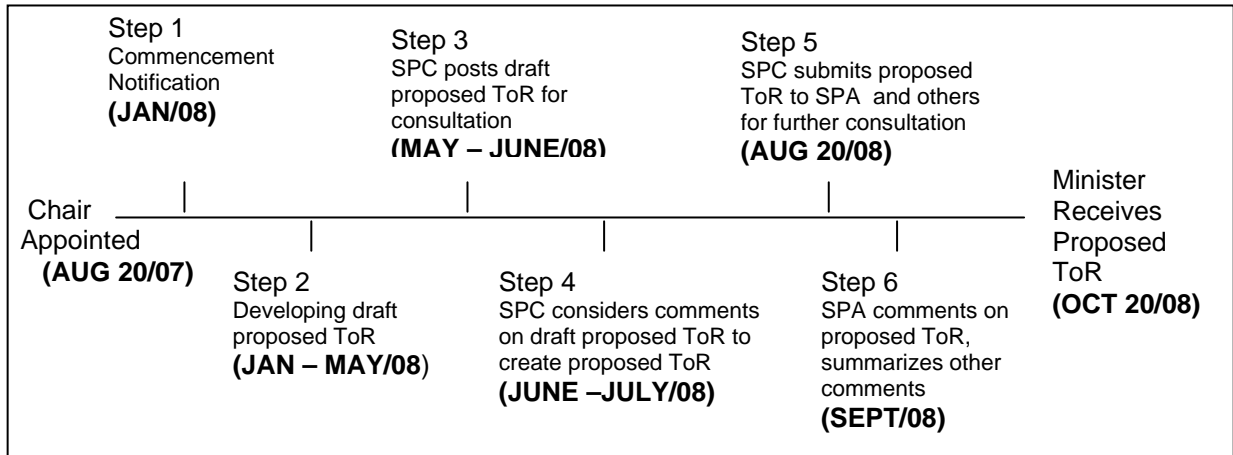 Step 1
Commencement
Notification
(JAN/08)
Step 3
SPC posts draft
proposed ToR for
consultation
(MAY – JUNE/08)
Step 5
SPC submits proposed
ToR to SPA and others
for further consultation
(AUG 20/08)
Chair
Appointed
(AUG 20/07)
Minister
Receives
Proposed
ToR
(OCT 20/08)
Step 2
Developing draft
proposed ToR
(JAN – MAY/08)
Step 4
SPC considers comments
on draft proposed ToR to
create proposed ToR
(JUNE –JULY/08)
Step 6
SPA comments on
proposed ToR,
summarizes other
comments
(SEPT/08)